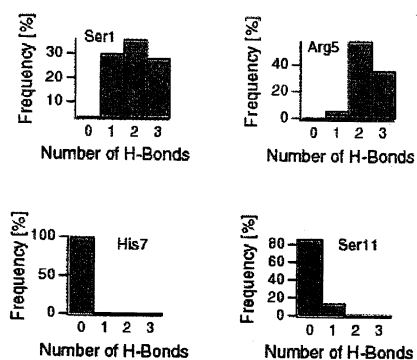 Ser1
Frequency [%]
30
20
10
0 1 2 3
Number of H-Bonds
Arg5
Frequency [%]
40
20
0
0 1 2 3
Number of H-Bonds
His7
Frequency [%]
100
50
0
0 1 2 3
Number of H-Bonds
Ser11
Frequency [%]
80
60
40
20
0
0 1 2 3
Number of H-Bonds